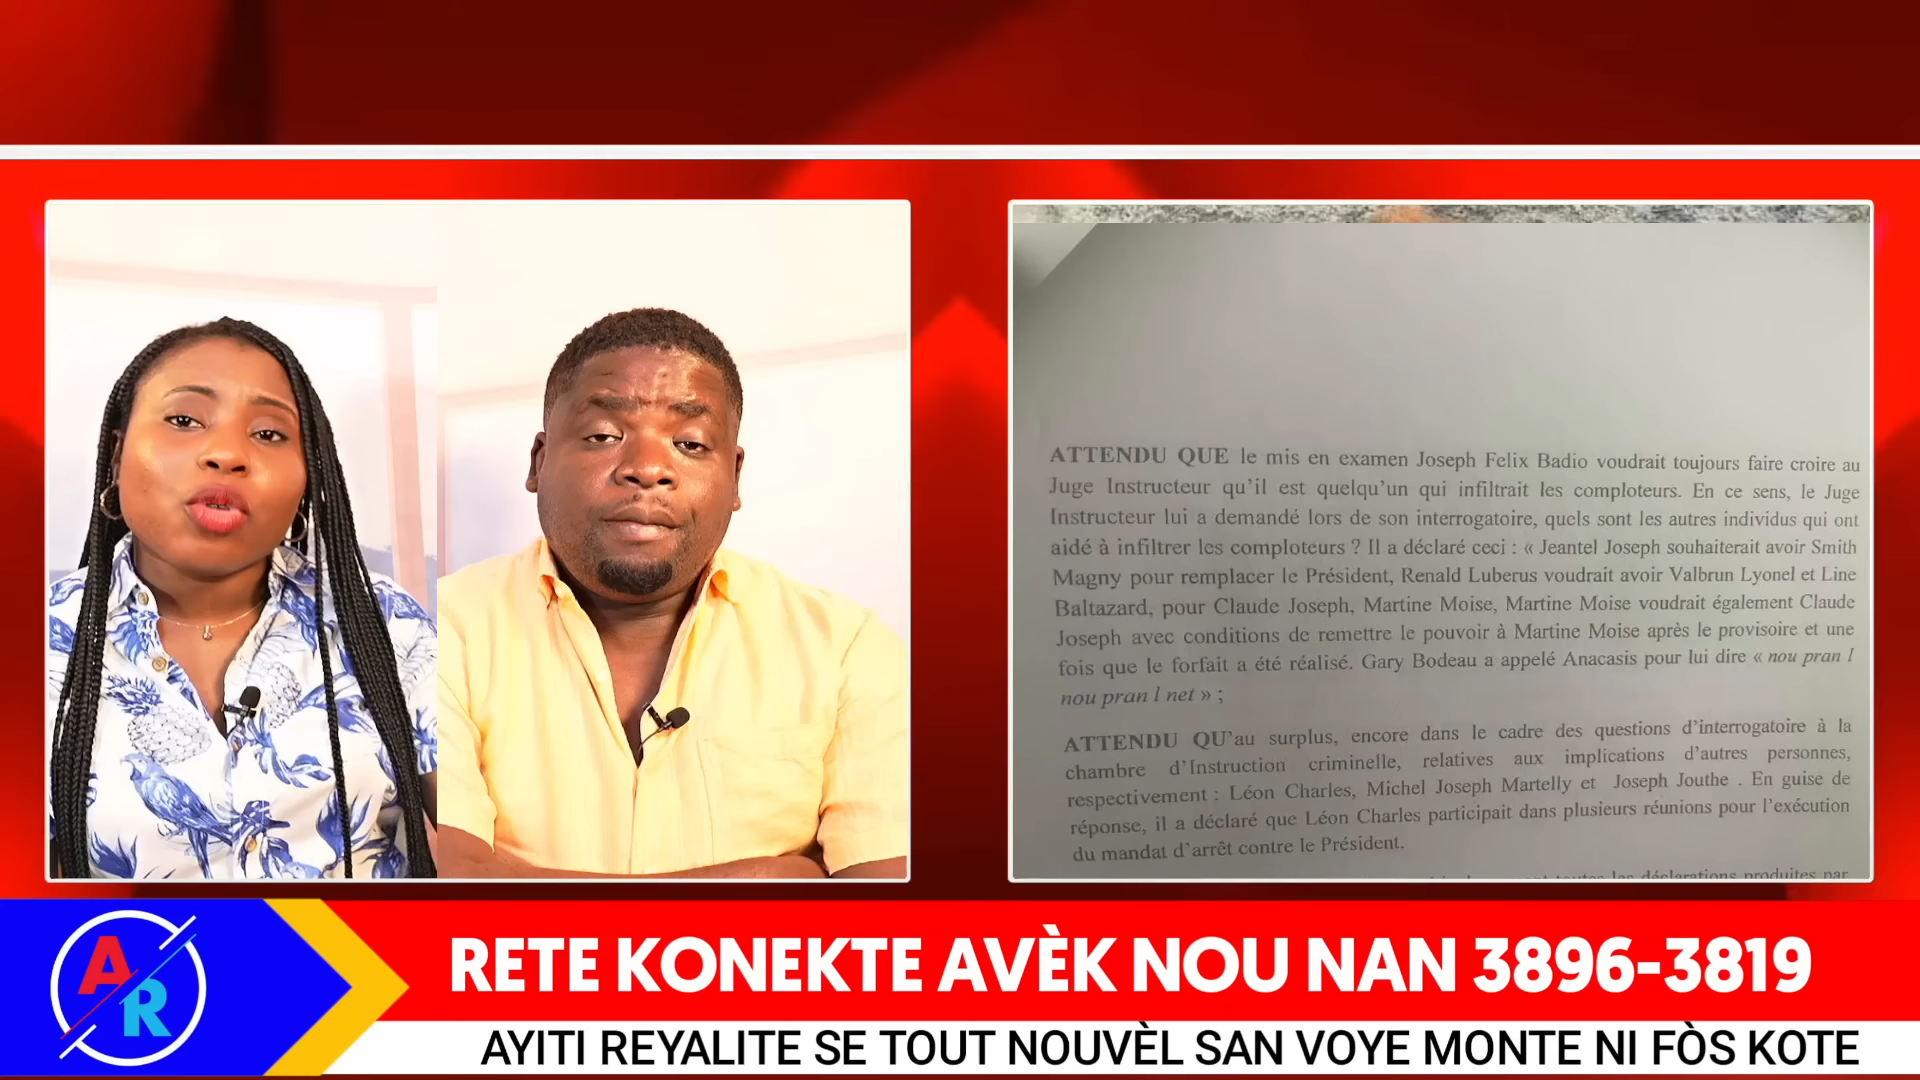 ATTENDU QUE le mis en examen Joseph Felix Badio voudrait toujours faire croire au
Juge Instructeur qu'il est quelqu'un qui infiltrait les comploteurs. En ce sens, le Juge
Instructeur lui a demandé lors de son interrogatoire, quels sont les autres individus qui ont
aidé à infiltrer les comploteurs ? Il a déclaré ceci : « Jeantel Joseph souhaiterait avoir Smith
Magny pour remplacer le Président, Renald Luberus voudrait avoir Valbrun Lyonel et Line
Baltazard, pour Claude Joseph, Martine Moise, Martine Moise voudrait également Claude
Joseph avec conditions de remettre le pouvoir à Martine Moise après le provisoire et une
fois que le forfait a été réalisé. Gary Bodeau a appelé Anacasis pour lui dire « nou pran l
nou pran l net » ;
ATTENDU QU'au surplus, encore dans le cadre des questions d'interrogatoire à la
chambre d'Instruction criminelle, relatives aux implications d'autres personnes,
respectivement : Léon Charles, Michel Joseph Martelly et Joseph Jouthe . En guise de
réponse, il a déclaré que Léon Charles participait dans plusieurs réunions pour l'exécution
du mandat d'arrêt contre le Président.
toutes les déclarations produites par
AR
RETE KONEKTE AVÈK NOU NAN 3896-3819
AYITI REYALITE SE TOUT NOUVÈL SAN VOYE MONTE NI FÒS KOTE